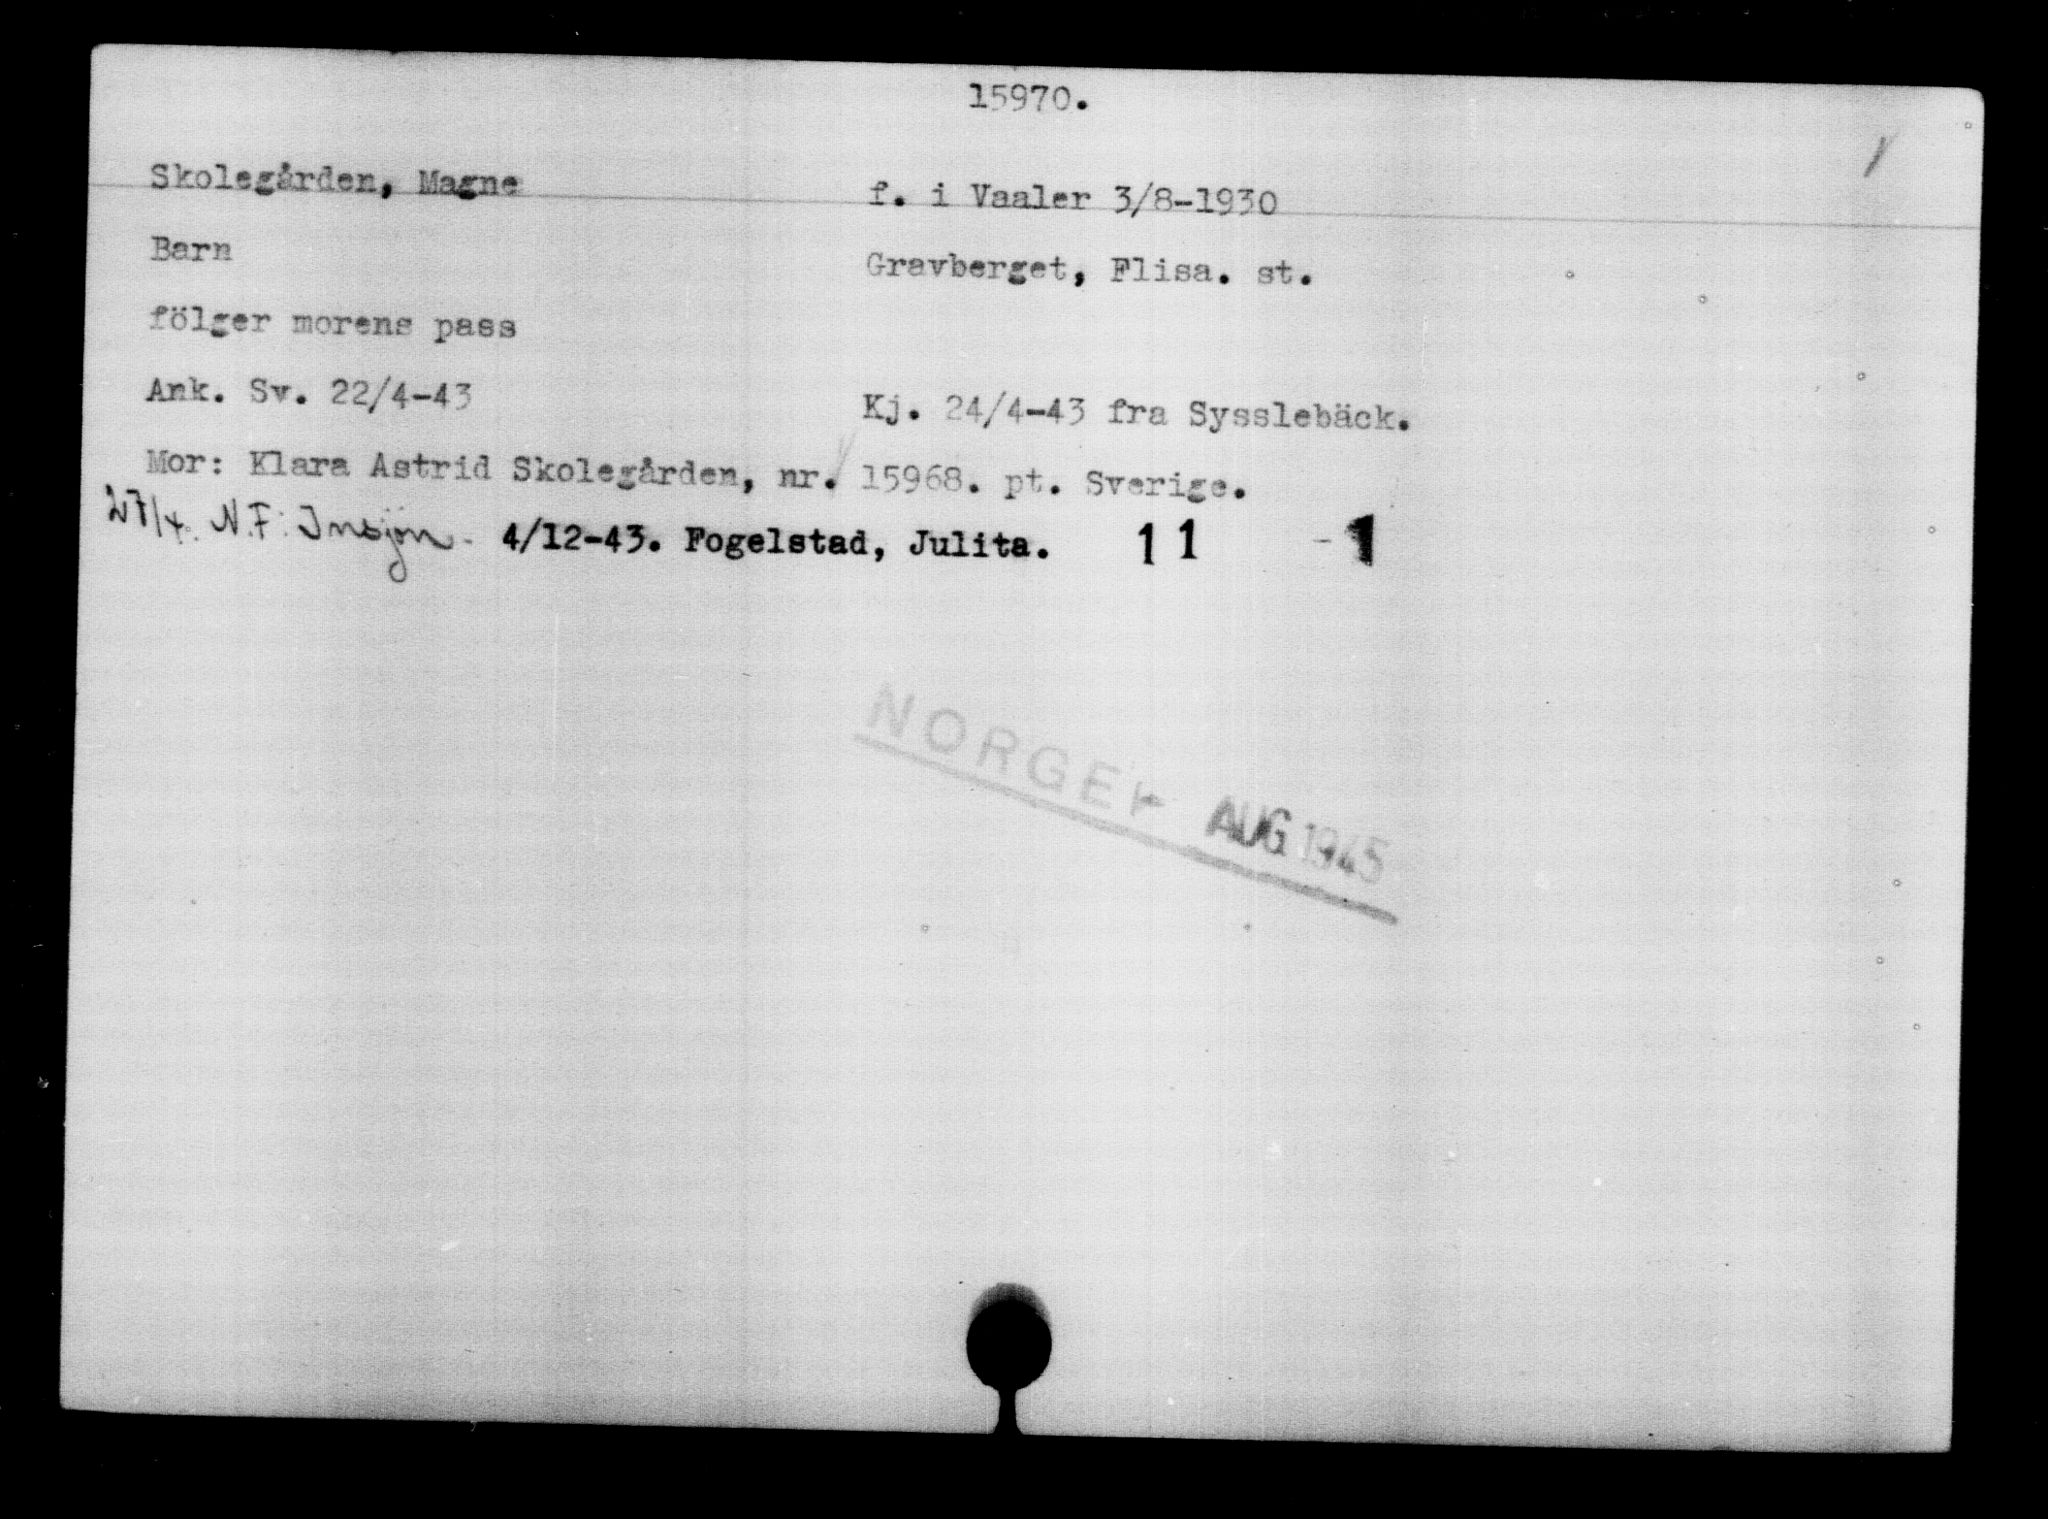 15970.
Skolegården, Magne f. i Vaaler 3/8-1930
Barn Gravberget, Flisa. st.
fölger morens pass
Ank. Sv. 22/4-43 Kj. 24/4-43 fra Sysslebäck.
Mor: Klara Astrid Skolegården, nr. 15968. pt. Sverige.
27/4. N.F. Insjön. 4/12-43. Fogelstad, Julita. 11 - 1
NORGE AUG 1945